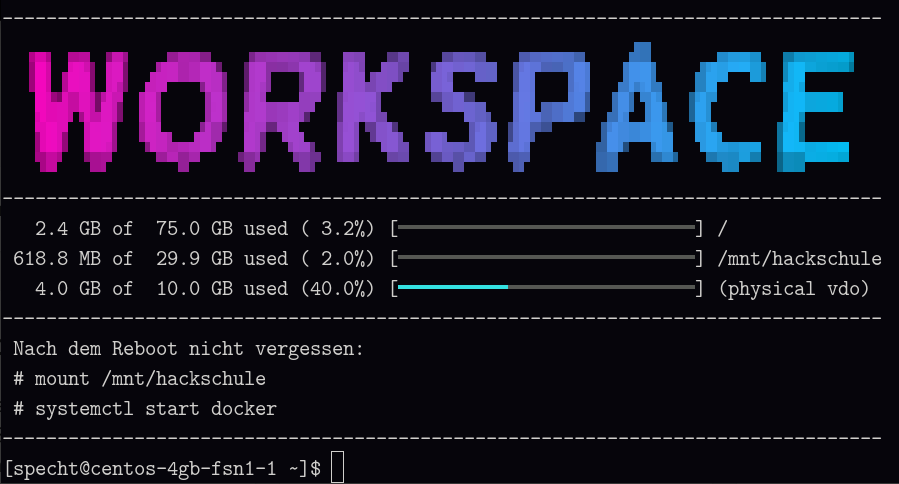 WORKSPACE
2.4 GB of 75.0 GB used ( 3.2%) [] /
618.8 MB of 29.9 GB used ( 2.0%) [] /mnt/hackschule
4.0 GB of 10.0 GB used (40.0%) [] (physical vdo)
Nach dem Reboot nicht vergessen:
# mount /mnt/hackschule
# systemctl start docker
[specht@centos-4gb-fsn1-1 ~]$